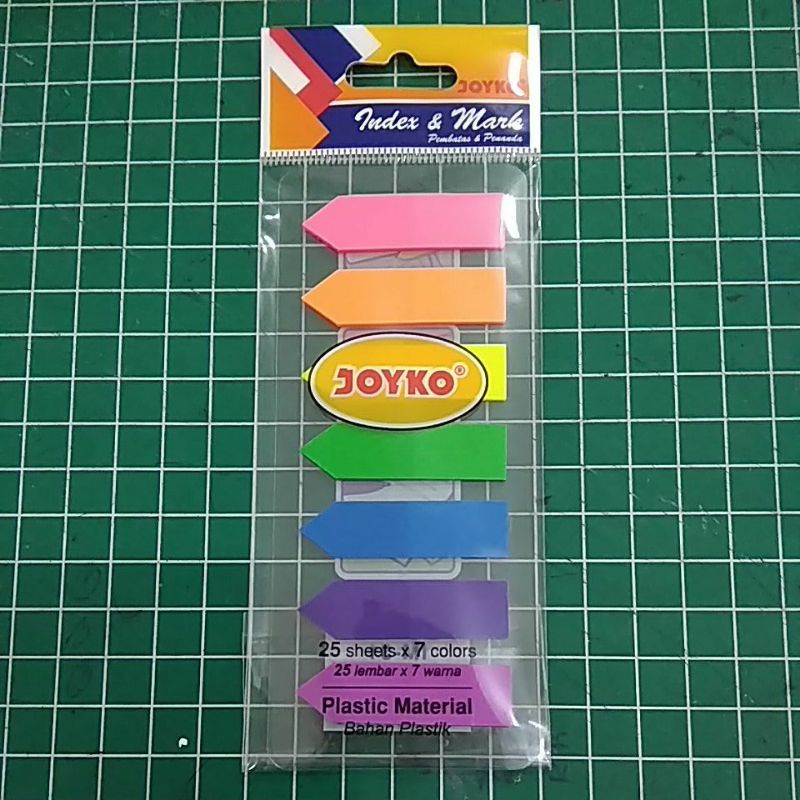 JOYKO®
Index & Mark
Pembatas & Penanda
JOYKO®
25 sheets x 7 colors
25 lembar x 7 warna
Plastic Material
Bahan Plastik